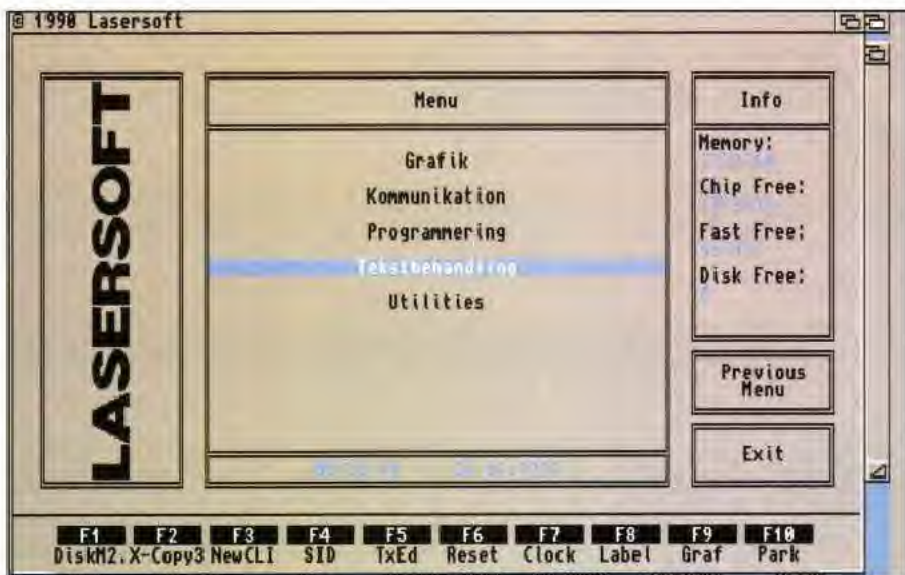 © 1990 Lasersoft
LASERSOFT
Menu
Grafik
Kommunikation
Programmering
Tekstbehandling
Utilities
Info
Memory:
Chip Free:
Fast Free:
Disk Free:
Previous
Menu
Exit
F1 F2 F3 F4 F5 F6 F7 F8 F9 F10
DiskM2. X-Copy3 NewCLI SID TxEd Reset Clock Label Graf Park